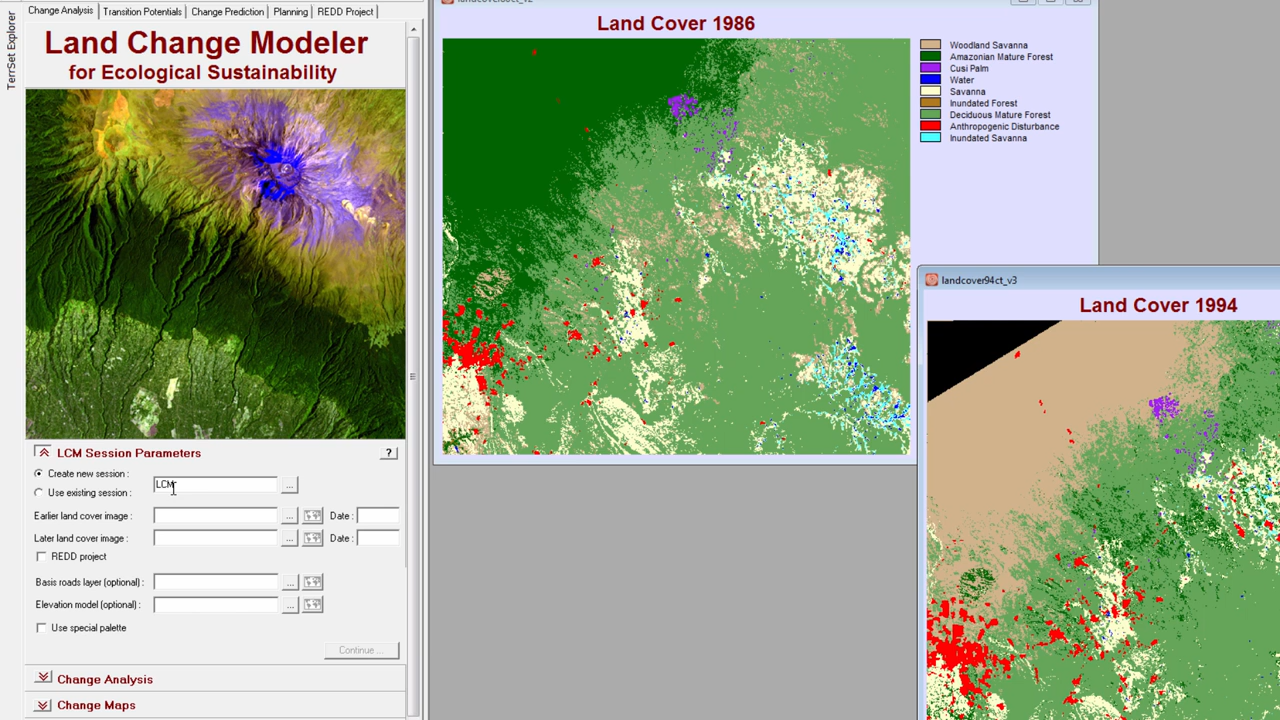 TerrSet Explorer
Change Analysis
Transition Potentials
Change Prediction
Planning
REDD Project
Land Change Modeler
for Ecological Sustainability
LCM Session Parameters
?
Create new session :
LCM
...
Use existing session :
Earlier land cover image :
...
Date :
Later land cover image :
...
Date :
REDD project
Basis roads layer (optional) :
...
Elevation model (optional) :
...
Use special palette
Continue ...
Change Analysis
Change Maps
Land Cover 1986
Woodland Savanna
Amazonian Mature Forest
Cusi Palm
Water
Savanna
Inundated Forest
Deciduous Mature Forest
Anthropogenic Disturbance
Inundated Savanna
landcover94ct_v3
Land Cover 1994